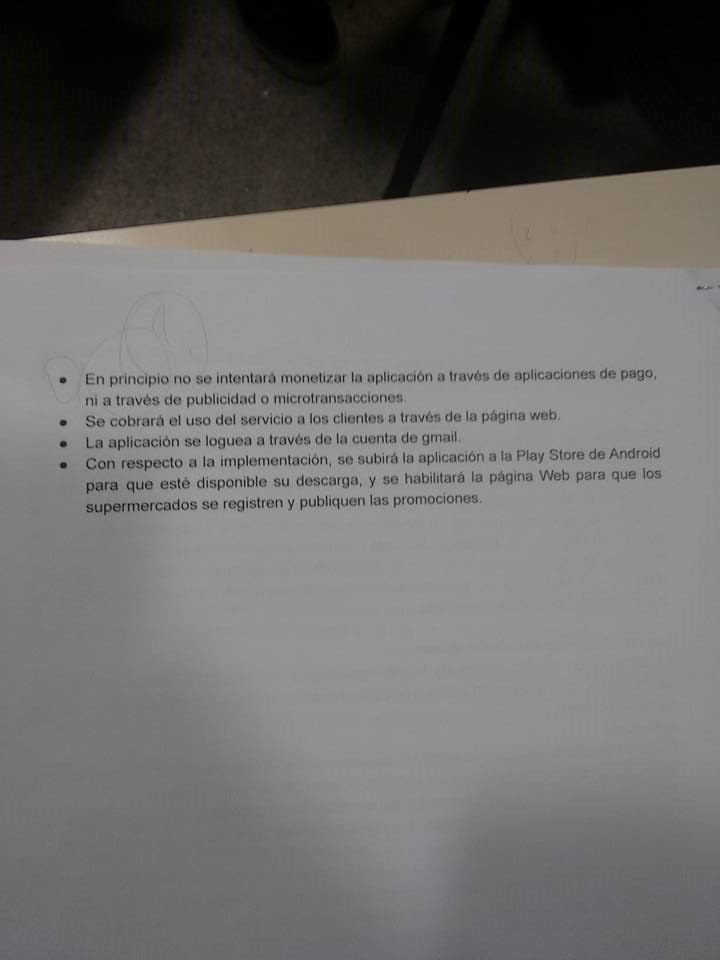 • En principio no se intentará monetizar la aplicación a través de aplicaciones de pago,
ni a través de publicidad o microtransacciones.
• Se cobrará el uso del servicio a los clientes a través de la página web.
• La aplicación se loguea a través de la cuenta de gmail.
• Con respecto a la implementación, se subirá la aplicación a la Play Store de Android
para que esté disponible su descarga, y se habilitará la página Web para que los
supermercados se registren y publiquen las promociones.